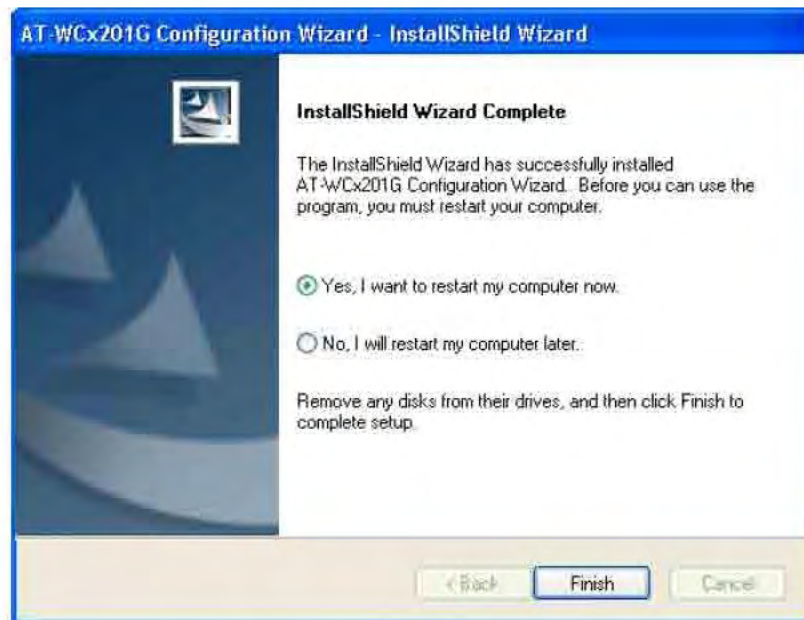 AT-WCx201G Configuration Wizard - InstallShield Wizard
InstallShield Wizard Complete
The InstallShield Wizard has successfully installed
AT-WCx201G Configuration Wizard. Before you can use the
program, you must restart your computer.
Yes, I want to restart my computer now.
No, I will restart my computer later.
Remove any disks from their drives, and then click Finish to
complete setup.
< Back Finish Cancel